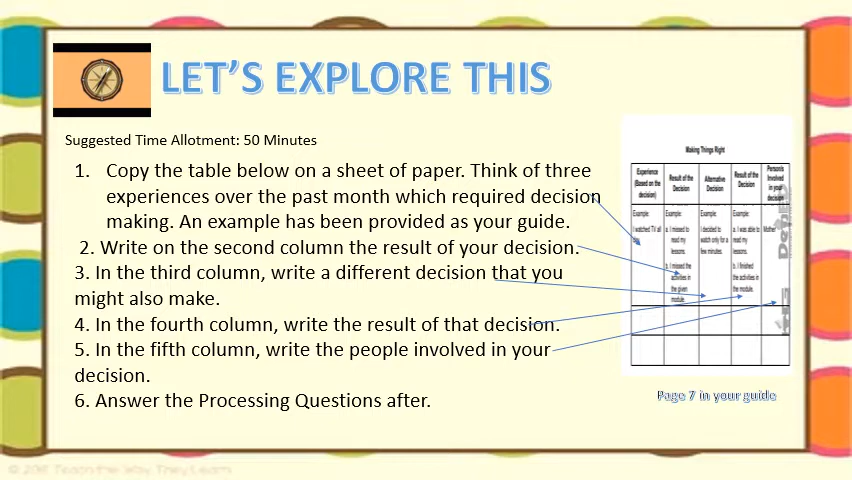 LET'S EXPLORE THIS
Suggested Time Allotment: 50 Minutes
1. Copy the table below on a sheet of paper. Think of three
experiences over the past month which required decision
making. An example has been provided as your guide.
2. Write on the second column the result of your decision.
3. In the third column, write a different decision that you
might also make.
4. In the fourth column, write the result of that decision.
5. In the fifth column, write the people involved in your
decision.
6. Answer the Processing Questions after.
Making Things Right
Experience
(Based on the
decision)
Result of the
Decision
Alternative
Decision
Result of the
Decision
Persons
Involved
in your
decision
Example:
I watched TV all
Example:
a. I missed to
read my
lessons.
b. I missed the
activities in
the given
module.
Example:
I decided to
watch only for a
few minutes.
Example:
a. I was able to
read my
lessons.
b. I finished
the activities in
the module.
Mother
DepED
Page 7 in your guide
Teach the Way They Learn